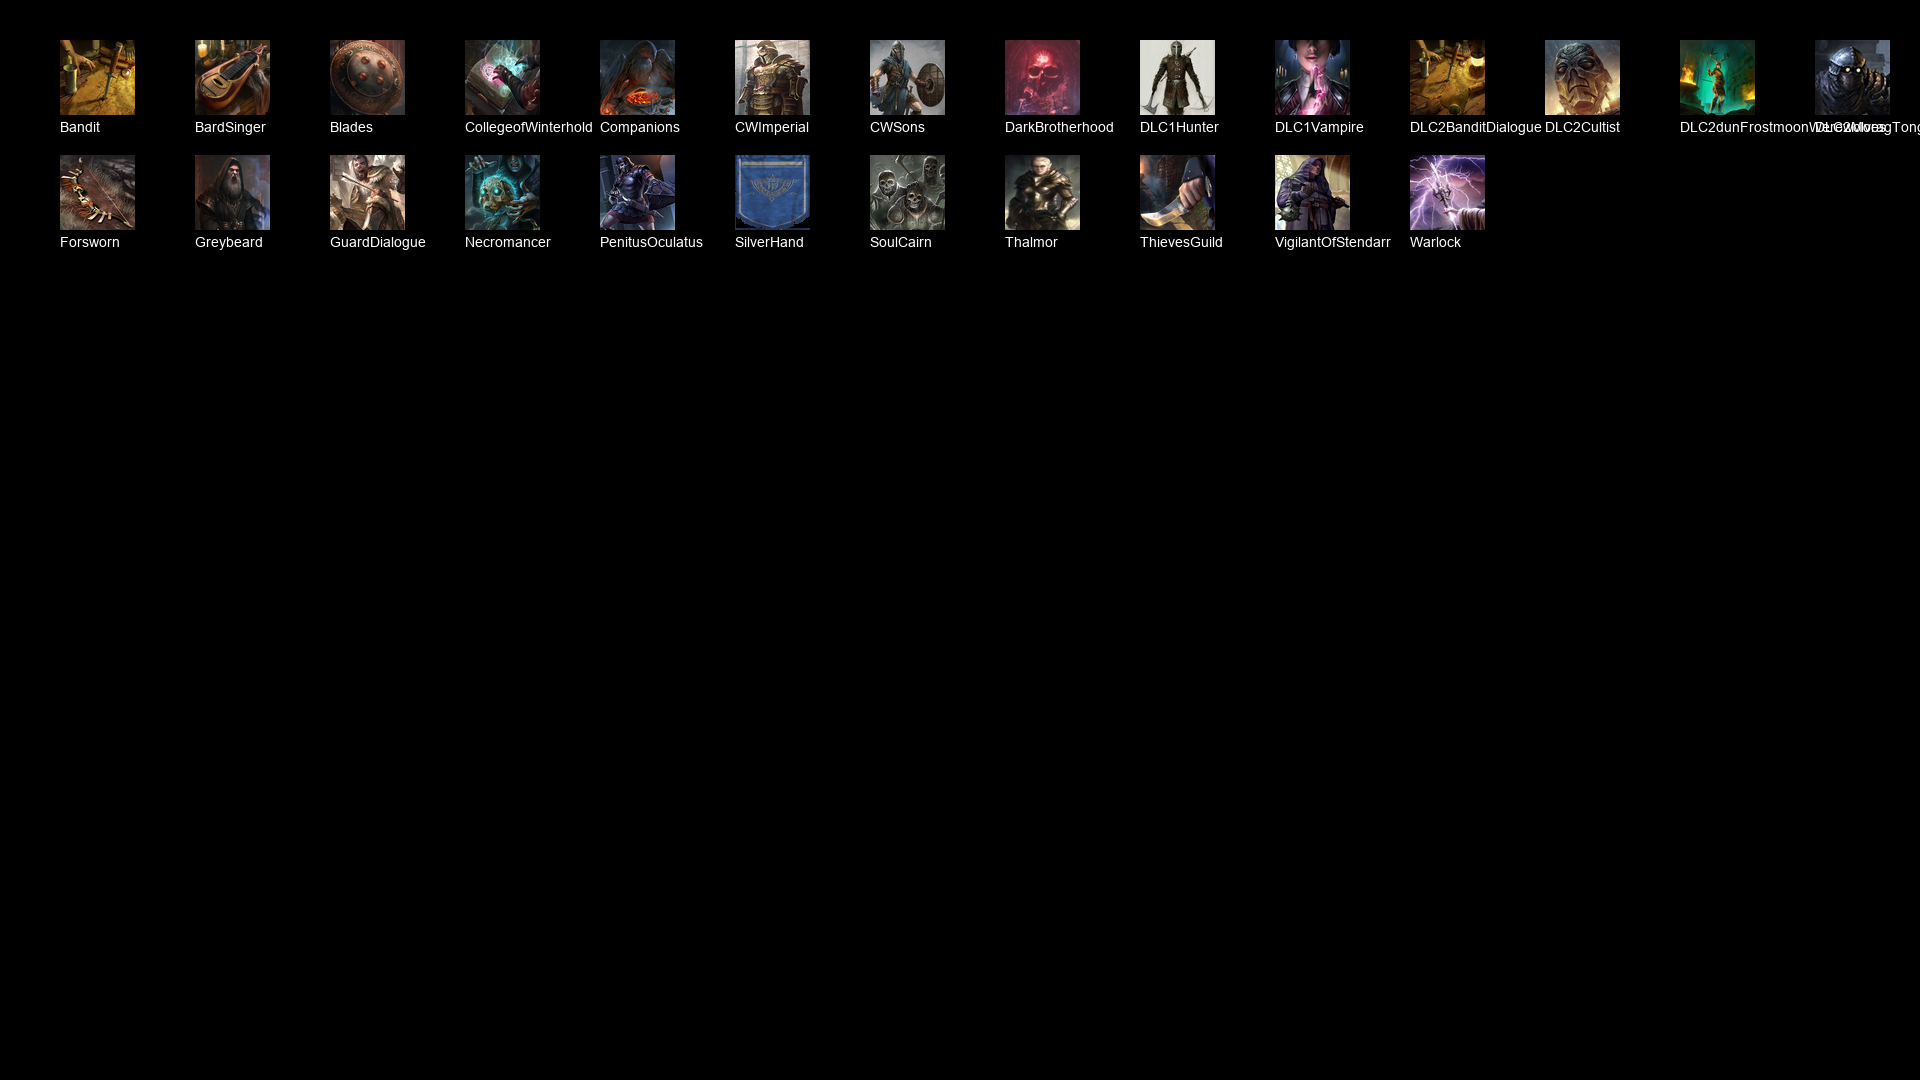 Bandit
BardSinger
Blades
CollegeofWinterhold
Companions
CWImperial
CWSons
DarkBrotherhood
DLC1Hunter
DLC1Vampire
DLC2BanditDialogue
DLC2Cultist
DLC2dunFrostmoonWerewolves
DLC2MoragTong
Forsworn
Greybeard
GuardDialogue
Necromancer
PenitusOculatus
SilverHand
SoulCairn
Thalmor
ThievesGuild
VigilantOfStendarr
Warlock